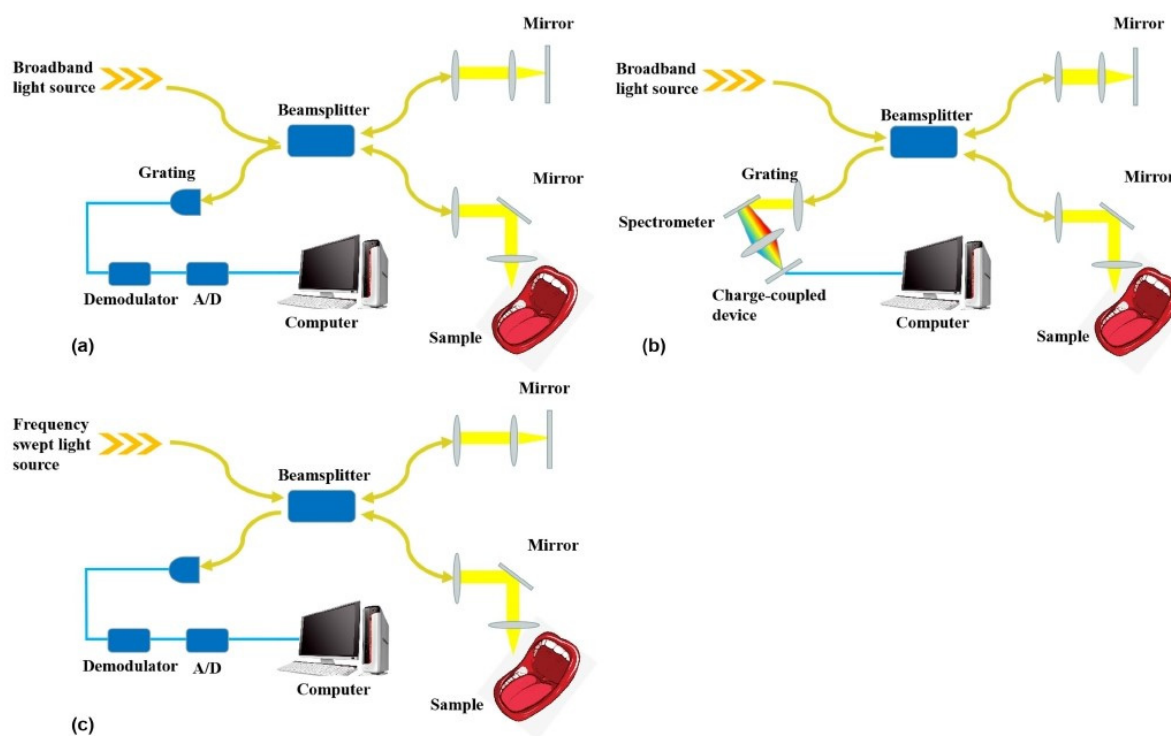 Mirror
Broadband
light source
Beamsplitter
Grating
Mirror
Demodulator
A/D
Computer
Sample
(a)
Mirror
Broadband
light source
Beamsplitter
Grating
Mirror
Spectrometer
Charge-coupled
device
Computer
Sample
(b)
Mirror
Frequency
swept light
source
Beamsplitter
Mirror
Demodulator
A/D
Computer
Sample
(c)